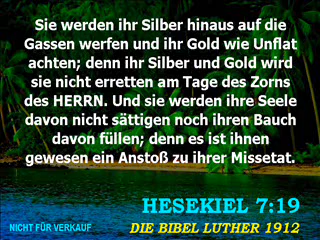 Sie werden ihr Silber hinaus auf die
Gassen werfen und ihr Gold wie Unflat
achten; denn ihr Silber und Gold wird
sie nicht erretten am Tage des Zorns
des HERRN. Und sie werden ihre Seele
davon nicht sättigen noch ihren Bauch
davon füllen; denn es ist ihnen
gewesen ein Anstoß zu ihrer Missetat.
HESEKIEL 7:19
NICHT FÜR VERKAUF
DIE BIBEL LUTHER 1912